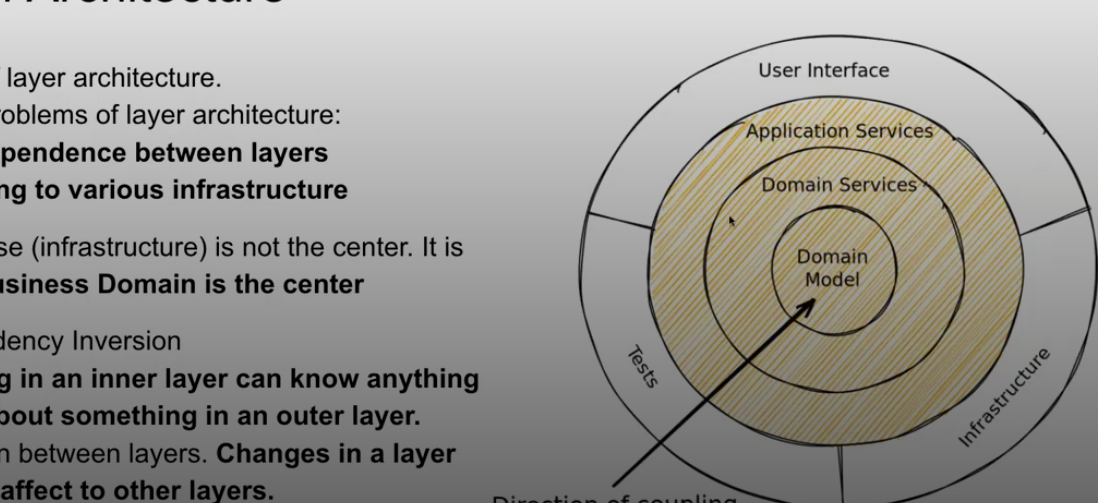 Architecture
layer architecture.
roblems of layer architecture:
pendence between layers
ng to various infrastructure
se (infrastructure) is not the center. It is
usiness Domain is the center
dency Inversion
g in an inner layer can know anything
bout something in an outer layer.
n between layers. Changes in a layer
affect to other layers.
User Interface
Application Services
Domain Services
Domain
Model
Tests
Infrastructure
Direction of coupling